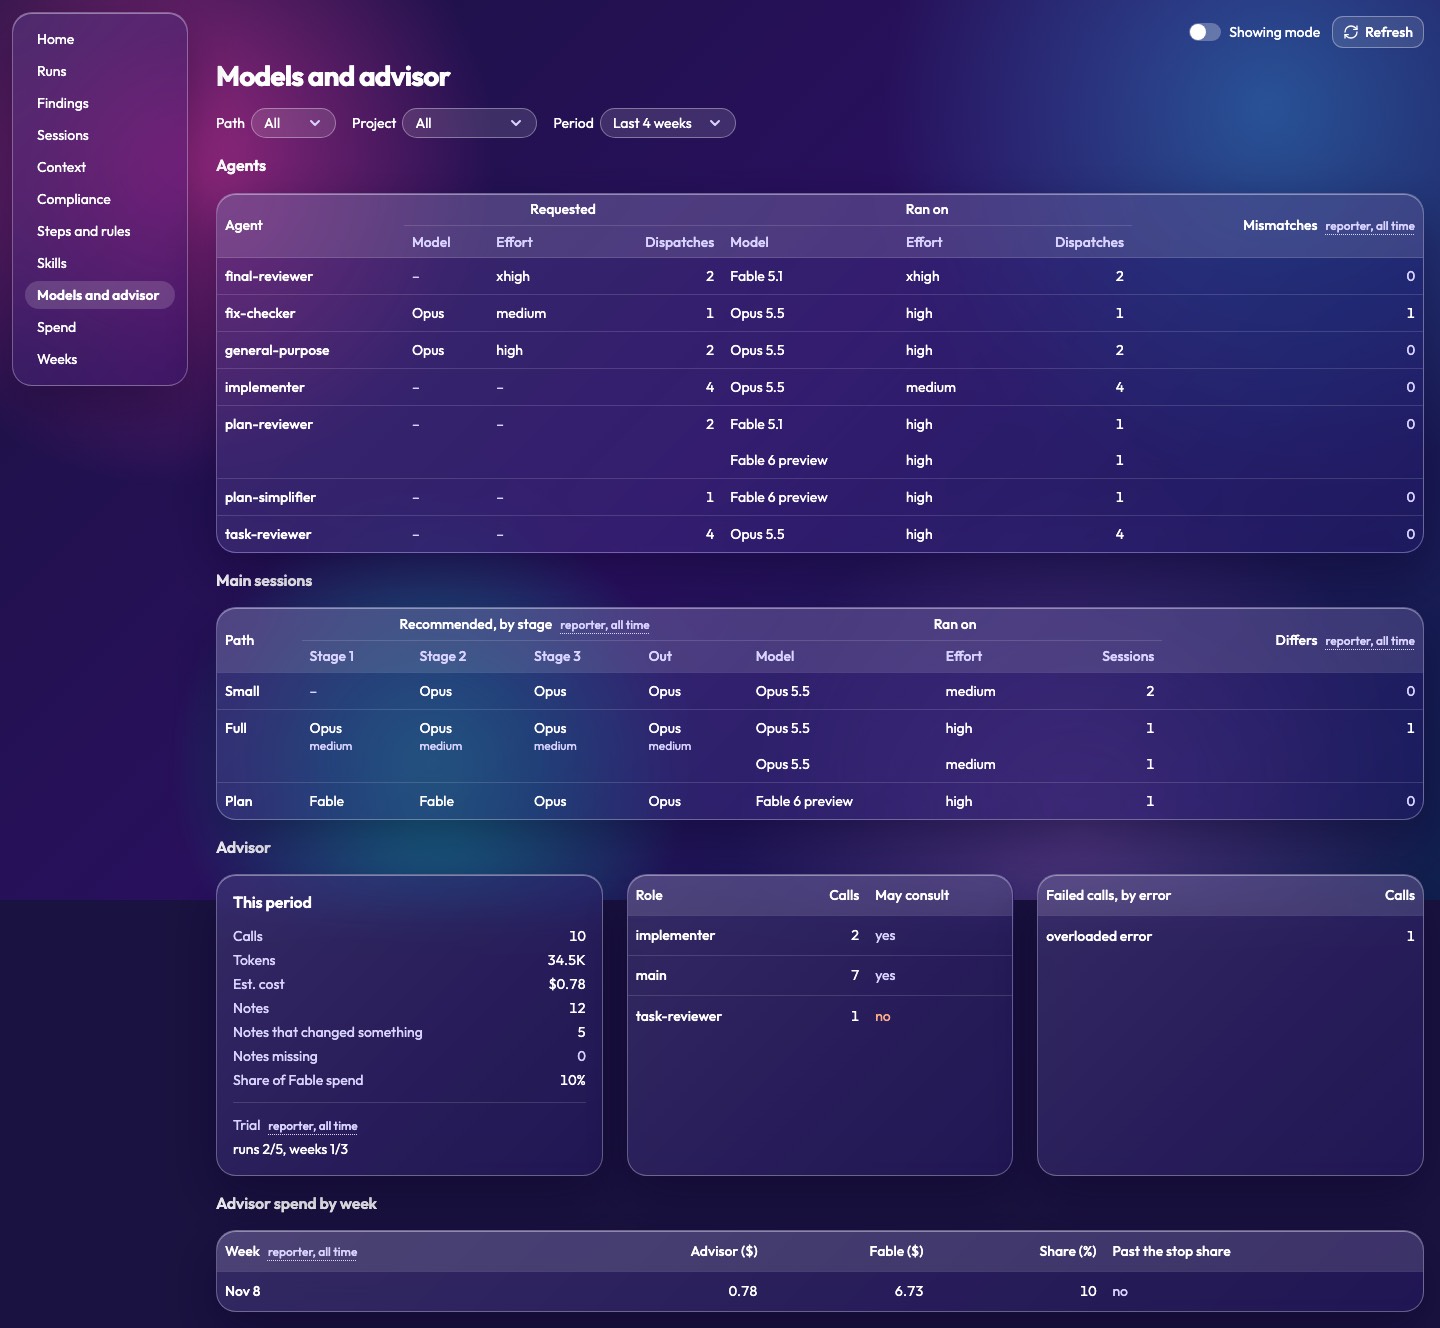 Home
Runs
Findings
Sessions
Context
Compliance
Steps and rules
Skills
Models and advisor
Spend
Weeks
Showing mode Refresh
Models and advisor
Path All Project All Period Last 4 weeks
Agents
Agent Requested Ran on Mismatches reporter, all time
Model Effort Dispatches Model Effort Dispatches
final-reviewer – xhigh 2 Fable 5.1 xhigh 2 0
fix-checker Opus medium 1 Opus 5.5 high 1 1
general-purpose Opus high 2 Opus 5.5 high 2 0
implementer – – 4 Opus 5.5 medium 4 0
plan-reviewer – – 2 Fable 5.1 high 1 0
Fable 6 preview high 1
plan-simplifier – – 1 Fable 6 preview high 1 0
task-reviewer – – 4 Opus 5.5 high 4 0
Main sessions
Path Recommended, by stage reporter, all time Ran on Differs reporter, all time
Stage 1 Stage 2 Stage 3 Out Model Effort Sessions
Small – Opus Opus Opus Opus 5.5 medium 2 0
Full Opus Opus Opus Opus Opus 5.5 high 1 1
medium medium medium medium
Opus 5.5 medium 1
Plan Fable Fable Opus Opus Fable 6 preview high 1 0
Advisor
This period
Calls 10
Tokens 34.5K
Est. cost $0.78
Notes 12
Notes that changed something 5
Notes missing 0
Share of Fable spend 10%
Trial reporter, all time
runs 2/5, weeks 1/3
Role Calls May consult
implementer 2 yes
main 7 yes
task-reviewer 1 no
Failed calls, by error Calls
overloaded error 1
Advisor spend by week
Week reporter, all time Advisor ($) Fable ($) Share (%) Past the stop share
Nov 8 0.78 6.73 10 no